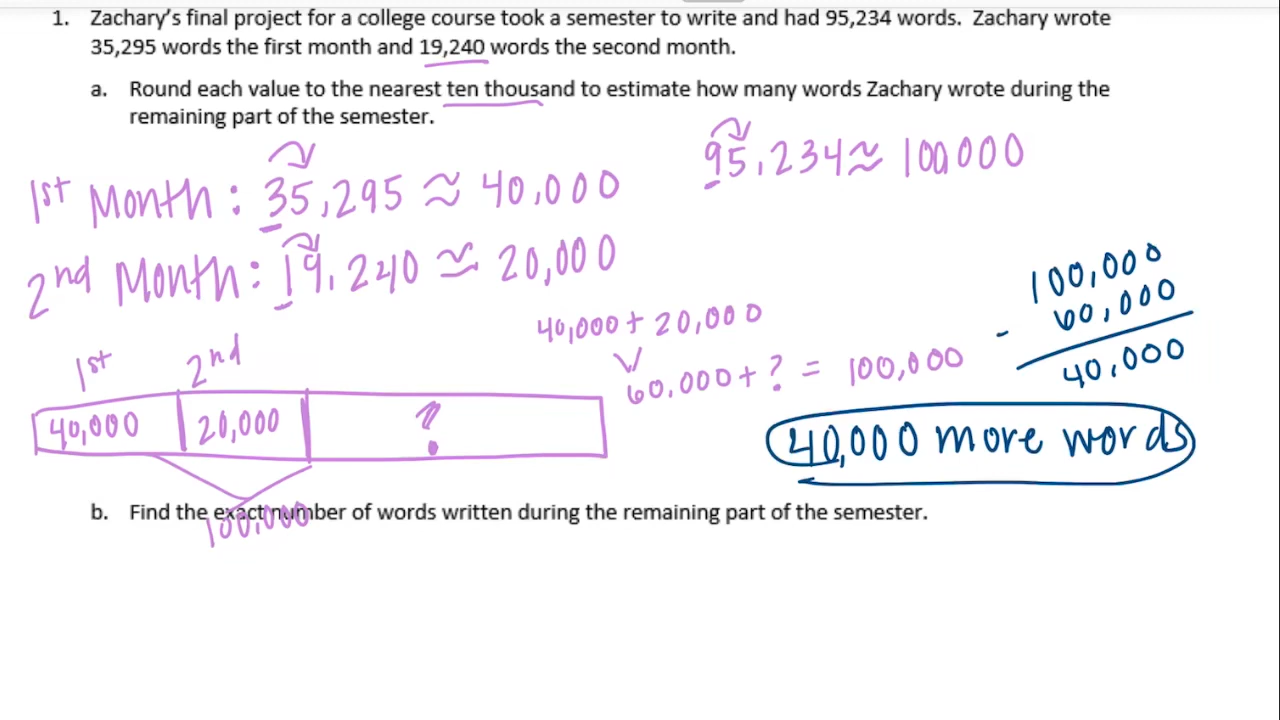 1. Zachary's final project for a college course took a semester to write and had 95,234 words. Zachary wrote
35,295 words the first month and 19,240 words the second month.
a. Round each value to the nearest ten thousand to estimate how many words Zachary wrote during the
remaining part of the semester.
95,234 ≈ 100,000
1st Month: 35,295 ≈ 40,000
2nd Month: 19,240 ≃ 20,000
100,000
- 60,000
40,000
40,000 + 20,000
60,000 + ? = 100,000
1st 2nd
40,000 20,000 ?
40,000 more words
100,000
b. Find the exact number of words written during the remaining part of the semester.